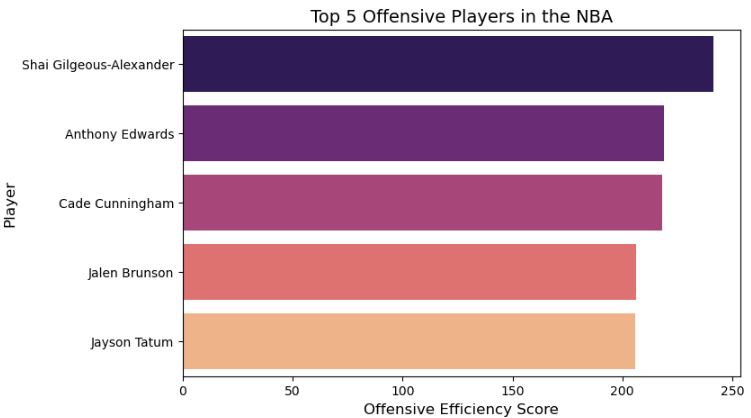 Top 5 Offensive Players in the NBA
Player
Shai Gilgeous-Alexander
Anthony Edwards
Cade Cunningham
Jalen Brunson
Jayson Tatum
0 50 100 150 200 250
Offensive Efficiency Score